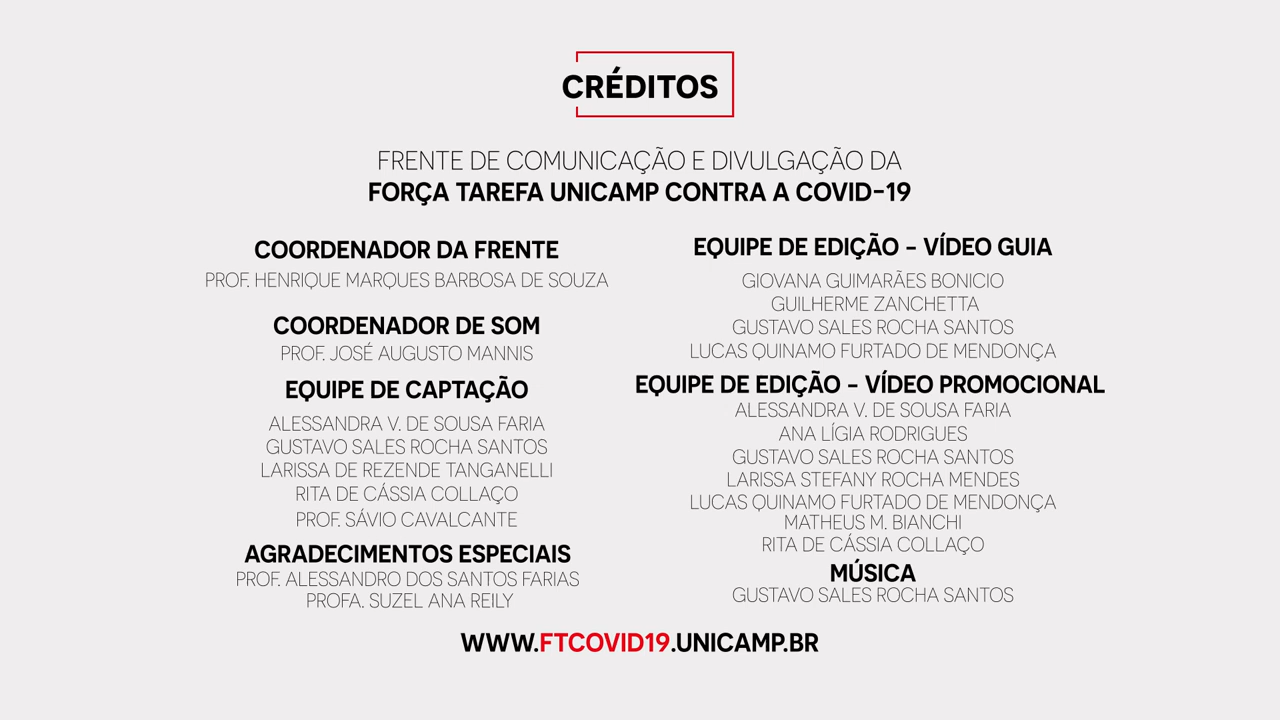 CRÉDITOS
FRENTE DE COMUNICAÇÃO E DIVULGAÇÃO DA
FORÇA TAREFA UNICAMP CONTRA A COVID-19
COORDENADOR DA FRENTE
PROF. HENRIQUE MARQUES BARBOSA DE SOUZA
COORDENADOR DE SOM
PROF. JOSÉ AUGUSTO MANNIS
EQUIPE DE CAPTAÇÃO
ALESSANDRA V. DE SOUSA FARIA
GUSTAVO SALES ROCHA SANTOS
LARISSA DE REZENDE TANGANELLI
RITA DE CÁSSIA COLLAÇO
PROF. SÁVIO CAVALCANTE
AGRADECIMENTOS ESPECIAIS
PROF. ALESSANDRO DOS SANTOS FARIAS
PROFA. SUZEL ANA REILY
EQUIPE DE EDIÇÃO - VÍDEO GUIA
GIOVANA GUIMARÃES BONICIO
GUILHERME ZANCHETTA
GUSTAVO SALES ROCHA SANTOS
LUCAS QUINAMO FURTADO DE MENDONÇA
EQUIPE DE EDIÇÃO - VÍDEO PROMOCIONAL
ALESSANDRA V. DE SOUSA FARIA
ANA LÍGIA RODRIGUES
GUSTAVO SALES ROCHA SANTOS
LARISSA STEFANY ROCHA MENDES
LUCAS QUINAMO FURTADO DE MENDONÇA
MATHEUS M. BIANCHI
RITA DE CÁSSIA COLLAÇO
MÚSICA
GUSTAVO SALES ROCHA SANTOS
WWW.FTCOVID19.UNICAMP.BR